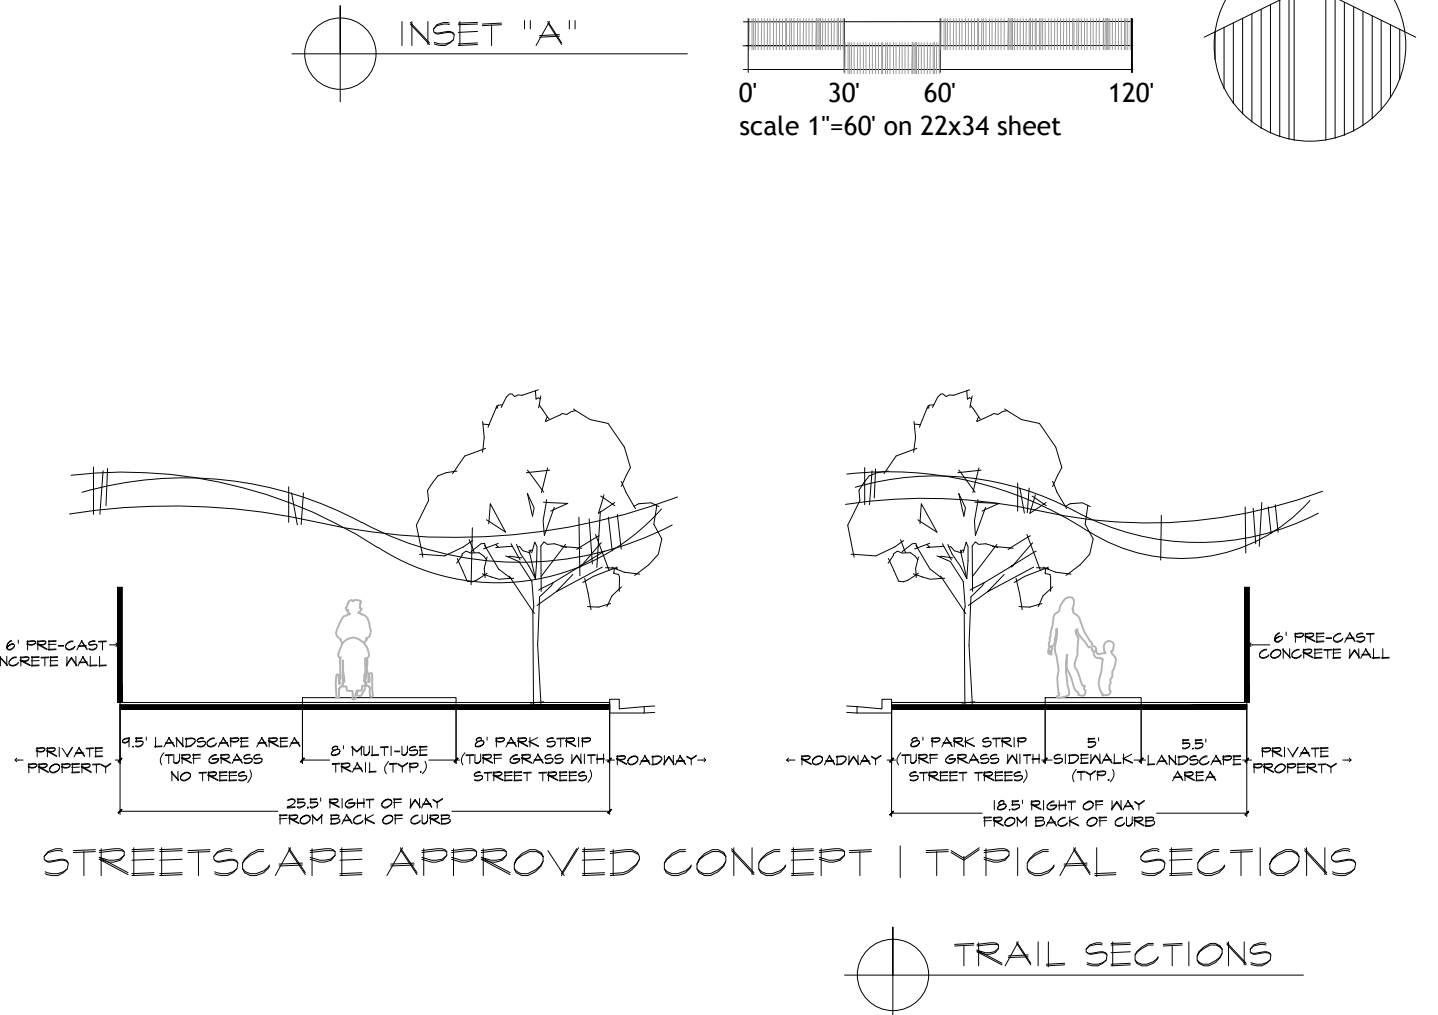 INSET "A"
0' 30' 60' 120'
scale 1"=60' on 22x34 sheet
6' PRE-CAST
NCRETE WALL
6' PRE-CAST
CONCRETE WALL
PRIVATE
PROPERTY
9.5' LANDSCAPE AREA
(TURF GRASS
NO TREES)
8' MULTI-USE
TRAIL (TYP.)
8' PARK STRIP
(TURF GRASS WITH
STREET TREES)
ROADWAY
25.5' RIGHT OF WAY
FROM BACK OF CURB
ROADWAY
8' PARK STRIP
(TURF GRASS WITH
STREET TREES)
5'
SIDEWALK
(TYP.)
5.5'
LANDSCAPE
AREA
PRIVATE
PROPERTY
18.5' RIGHT OF WAY
FROM BACK OF CURB
STREETSCAPE APPROVED CONCEPT | TYPICAL SECTIONS
TRAIL SECTIONS